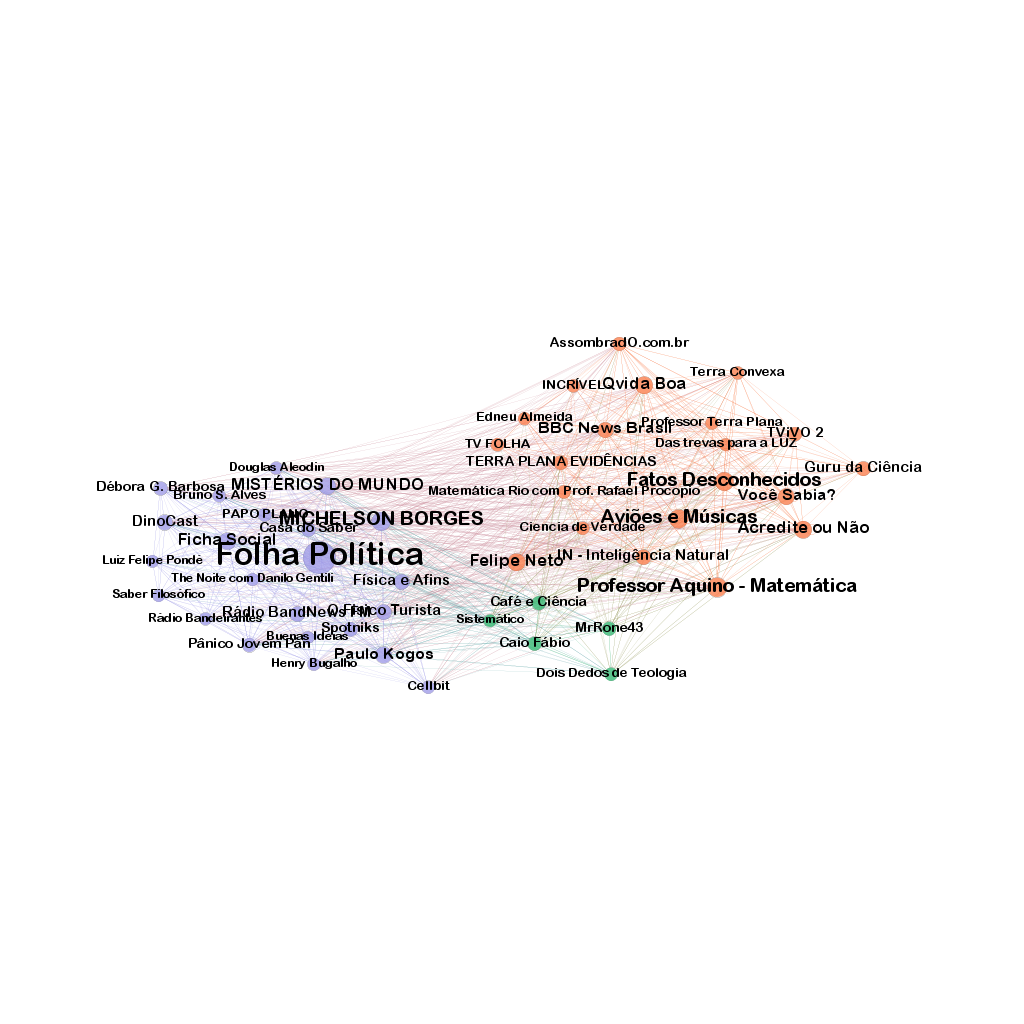 AssombradO.com.br
Terra Convexa
INCRÍVEL
Qvida Boa
Edneu Almeida
Professor Terra Plana
BBC News Brasil
TViVO 2
TV FOLHA
Das trevas para a LUZ
TERRA PLANA EVIDÊNCIAS
Douglas Aleodin
Guru da Ciência
Fatos Desconhecidos
MISTÉRIOS DO MUNDO
Débora G. Barbosa
Matemática Rio com Prof. Rafael Procopio
Bruno S. Alves
Você Sabia?
PAPO PLANO
MICHELSON BORGES
Aviões e Músicas
DinoCast
Casa do Saber
Ciencia de Verdade
Acredite ou Não
Ficha Social
Folha Política
IN - Inteligência Natural
Luiz Felipe Pondé
Felipe Neto
The Noite com Danilo Gentili
Física e Afins
Professor Aquino - Matemática
Saber Filosófico
Café e Ciência
Rádio BandNews FM
O Físico Turista
Rádio Bandeirantes
Sistemático
Spotniks
MrRone43
Buenas Ideias
Pânico Jovem Pan
Caio Fábio
Paulo Kogos
Henry Bugalho
Dois Dedos de Teologia
Cellbit